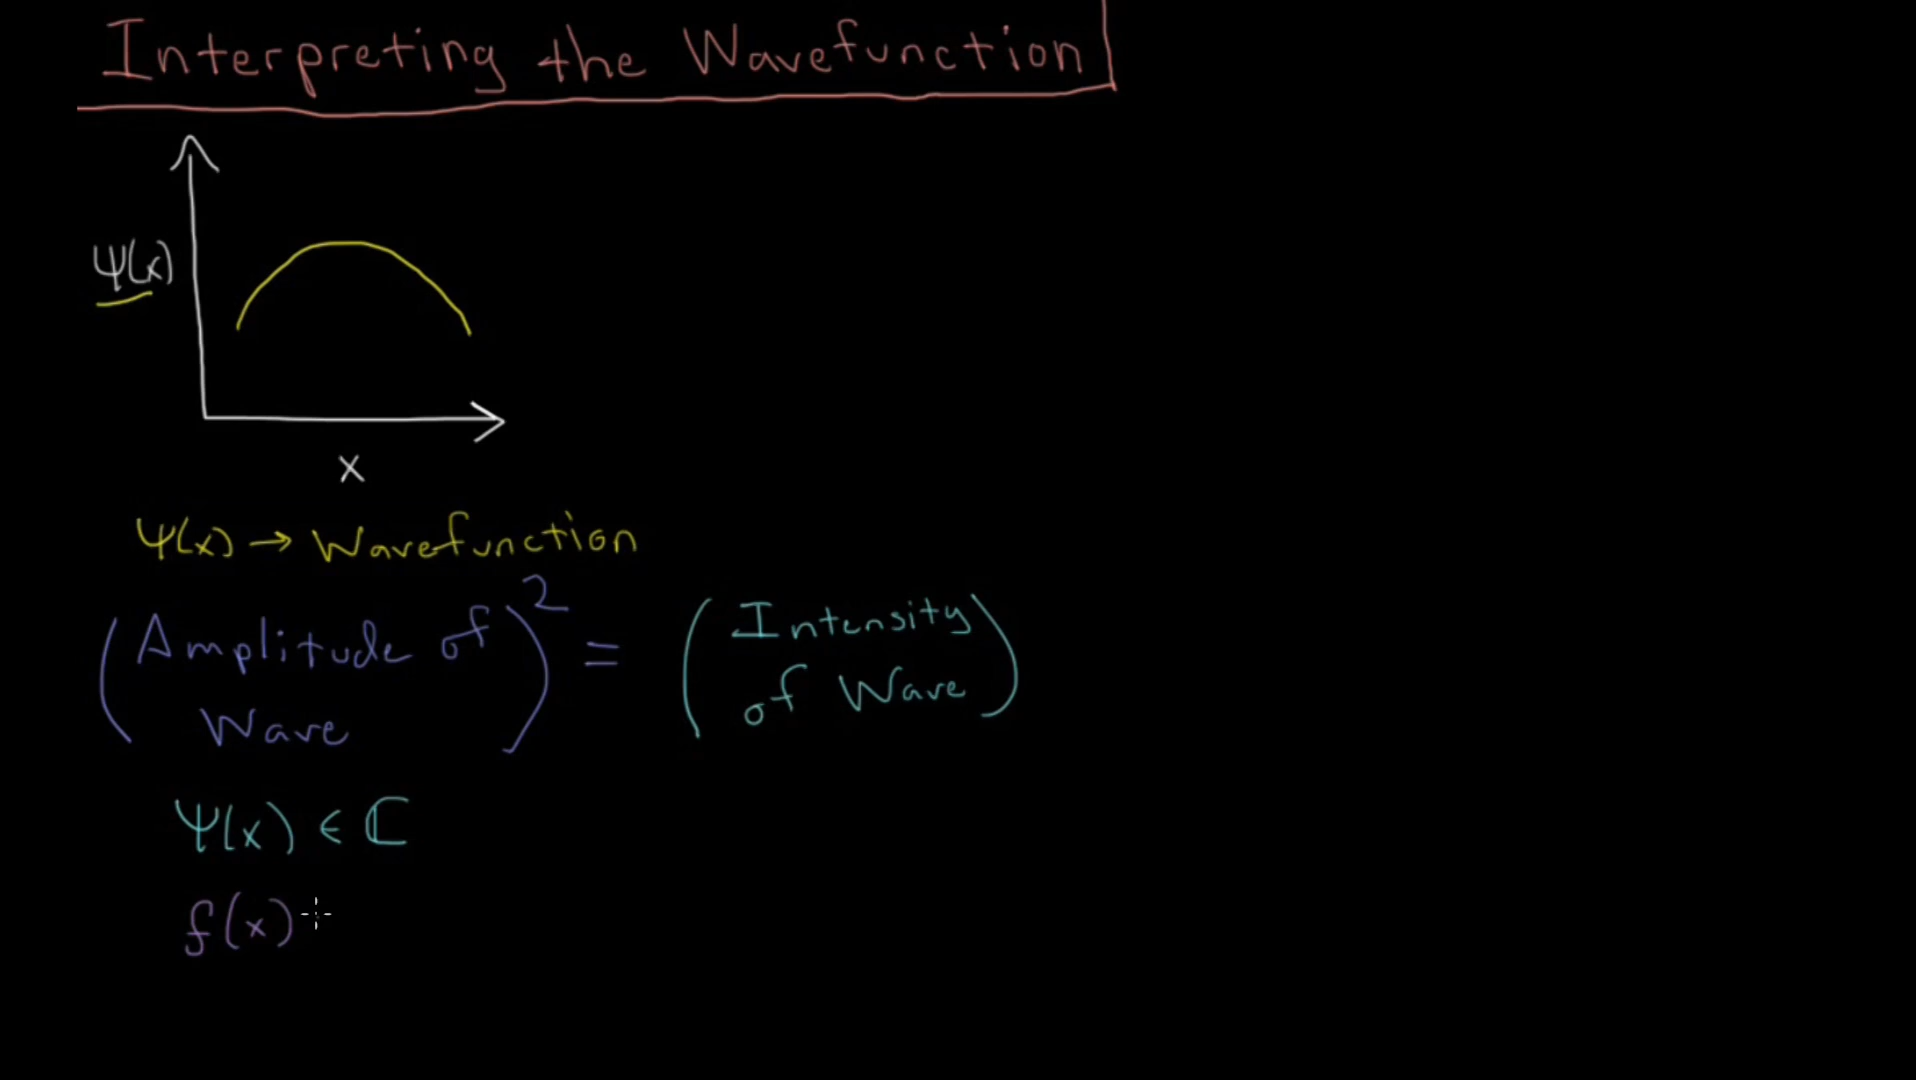 Interpreting the Wavefunction
Ψ(x)
x
Ψ(x) → Wavefunction
(Amplitude of Wave)² = (Intensity of Wave)
Ψ(x) ∈ ℂ
f(x)